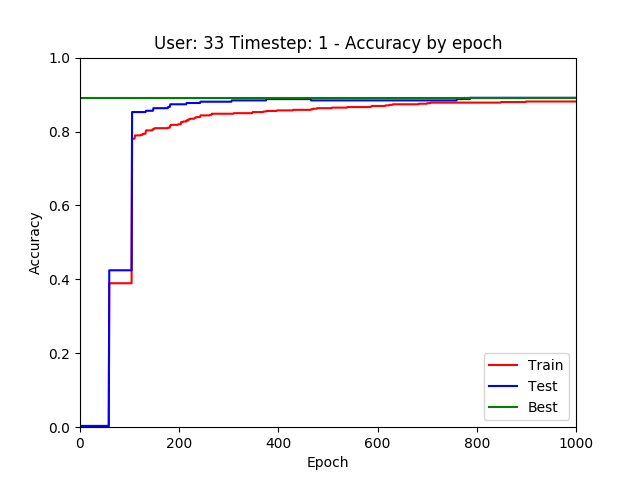 User: 33 Timestep: 1 - Accuracy by epoch
1.0
0.8
0.6
0.4
0.2
0.0
Accuracy
0 200 400 600 800 1000
Epoch
Train
Test
Best